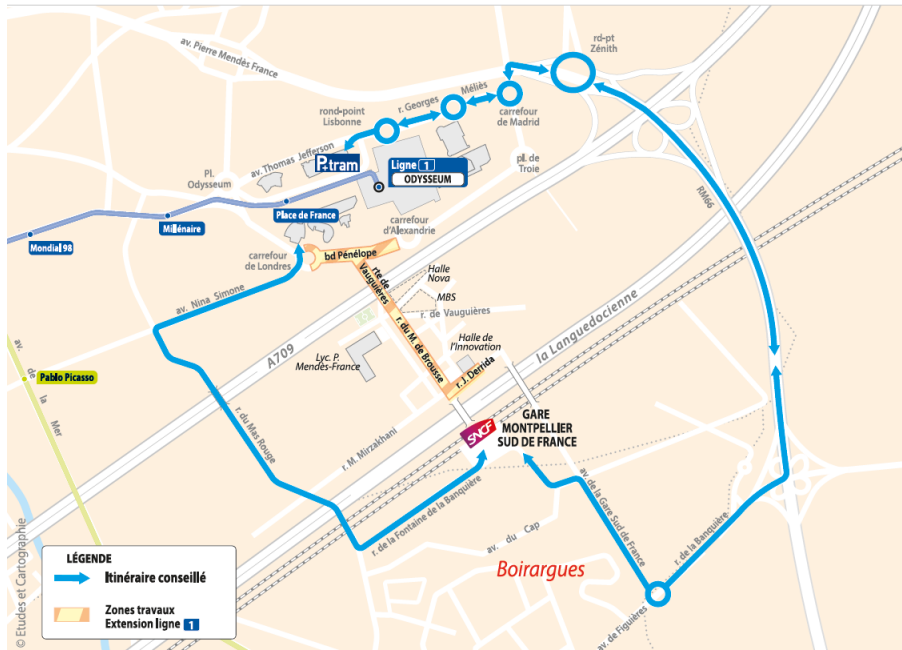 rd-pt
Zénith
av. Pierre Mendès France
r. Georges
Méliès
rond-point
Lisbonne
carrefour
de Madrid
av. Thomas Jefferson
P+tram
Ligne 1
ODYSSEUM
pl. de
Troie
Pl.
Odysseum
RM66
Place de France
Millénaire
Mondial 98
carrefour
d'Alexandrie
carrefour
de Londres
bd Pénélope
rte de
Vauguières
Halle
Nova
MBS
r. de Vauguières
av. Nina Simone
A709
la Languedocienne
r. du M. de Brousse
Halle de
l'Innovation
Lyc. P.
Mendès-France
r. J. Derrida
av.
de
la
Mer
Pablo Picasso
r. du Mas Rouge
SNCF
GARE
MONTPELLIER
SUD DE FRANCE
r. M. Mirzakhani
r. de la Fontaine de la Banquière
av. de la Gare Sud de France
r. de la Banquière
av. du Cap
Boirargues
av. de Figuières
LÉGENDE
Itinéraire conseillé
Zones travaux
Extension ligne 1
© Etudes et Cartographie